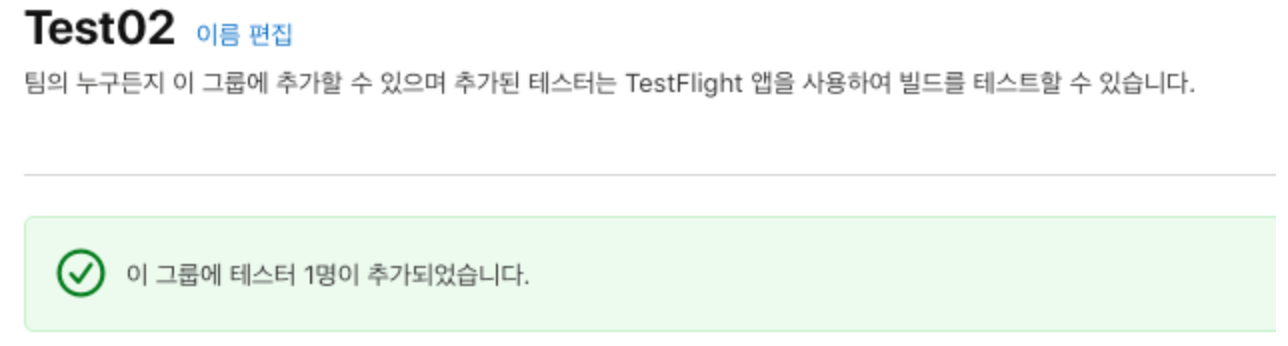 Test02 이름 편집
팀의 누구든지 이 그룹에 추가할 수 있으며 추가된 테스터는 TestFlight 앱을 사용하여 빌드를 테스트할 수 있습니다.
이 그룹에 테스터 1명이 추가되었습니다.